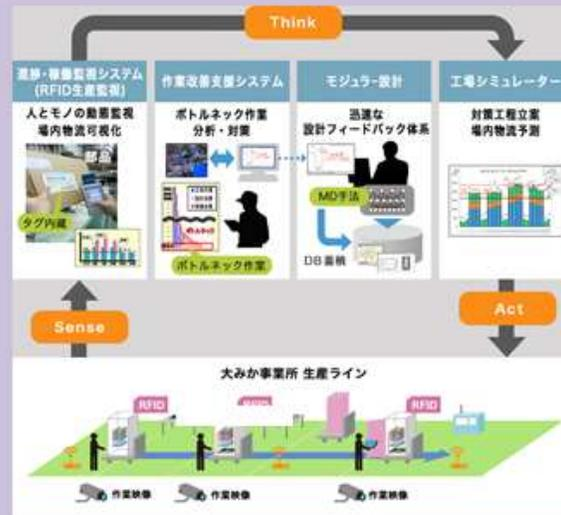 Think
進捗・稼働監視システム
(RFID生産監視)
人とモノの動態監視
場内物流可視化
部品
タグ内蔵
作業改善支援システム
ボトルネック作業
分析・対策
ボトルネック作業
モジュラー設計
迅速な
設計フィードバック体系
MD手法
DB蓄積
工場シミュレーター
対策工程立案
場内物流予測
Sense
Act
大みか事業所 生産ライン
RFID
RFID
RFID
作業映像
作業映像
作業映像